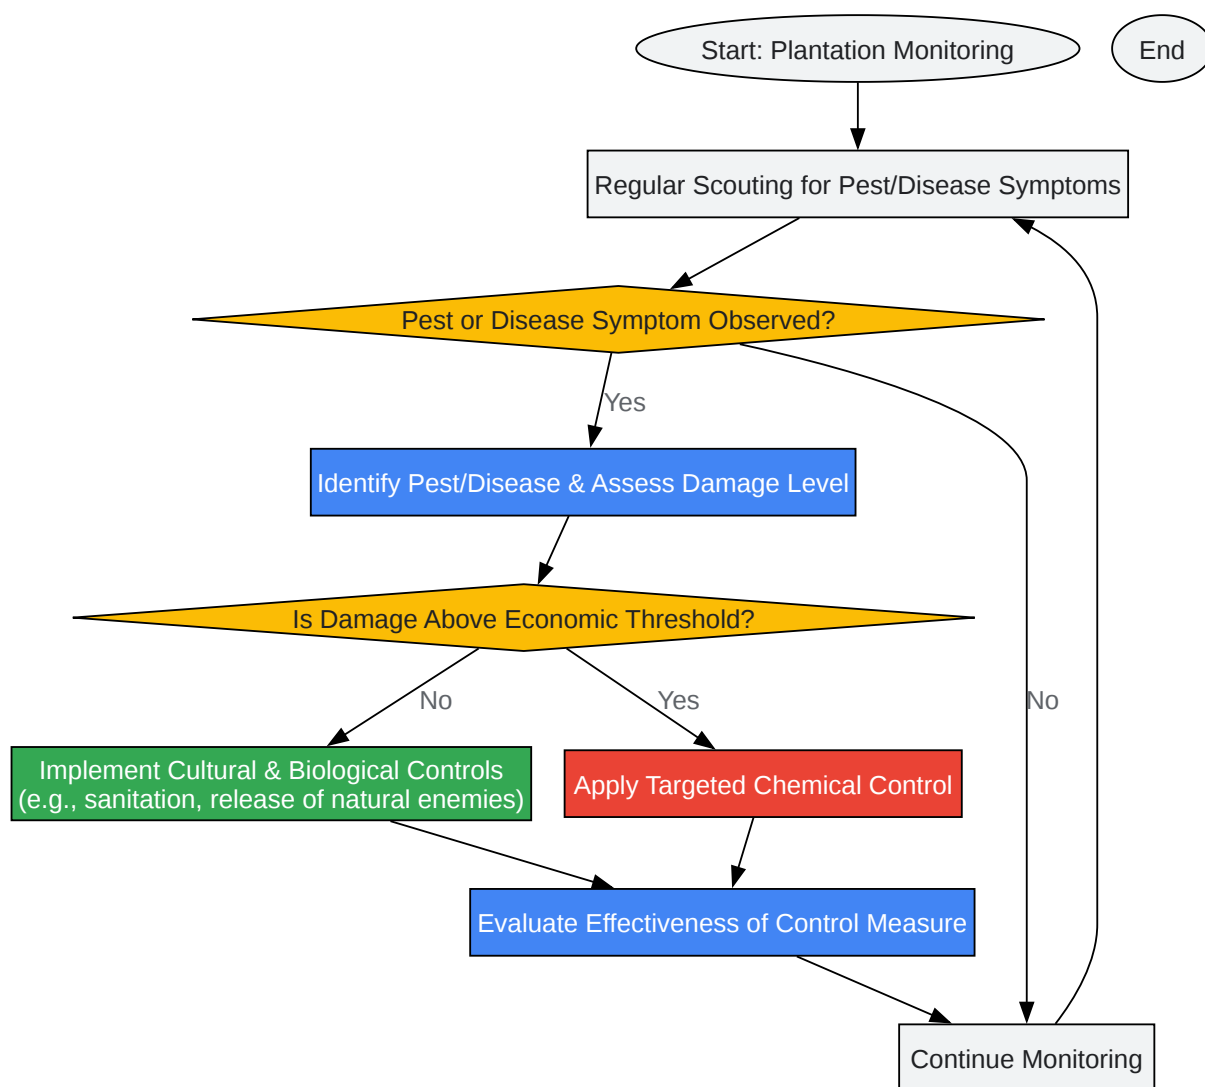 Start: Plantation Monitoring
End
Regular Scouting for Pest/Disease Symptoms
Pest or Disease Symptom Observed?
Yes
Identify Pest/Disease & Assess Damage Level
Is Damage Above Economic Threshold?
No
Yes
No
Implement Cultural & Biological Controls
(e.g., sanitation, release of natural enemies)
Apply Targeted Chemical Control
Evaluate Effectiveness of Control Measure
Continue Monitoring